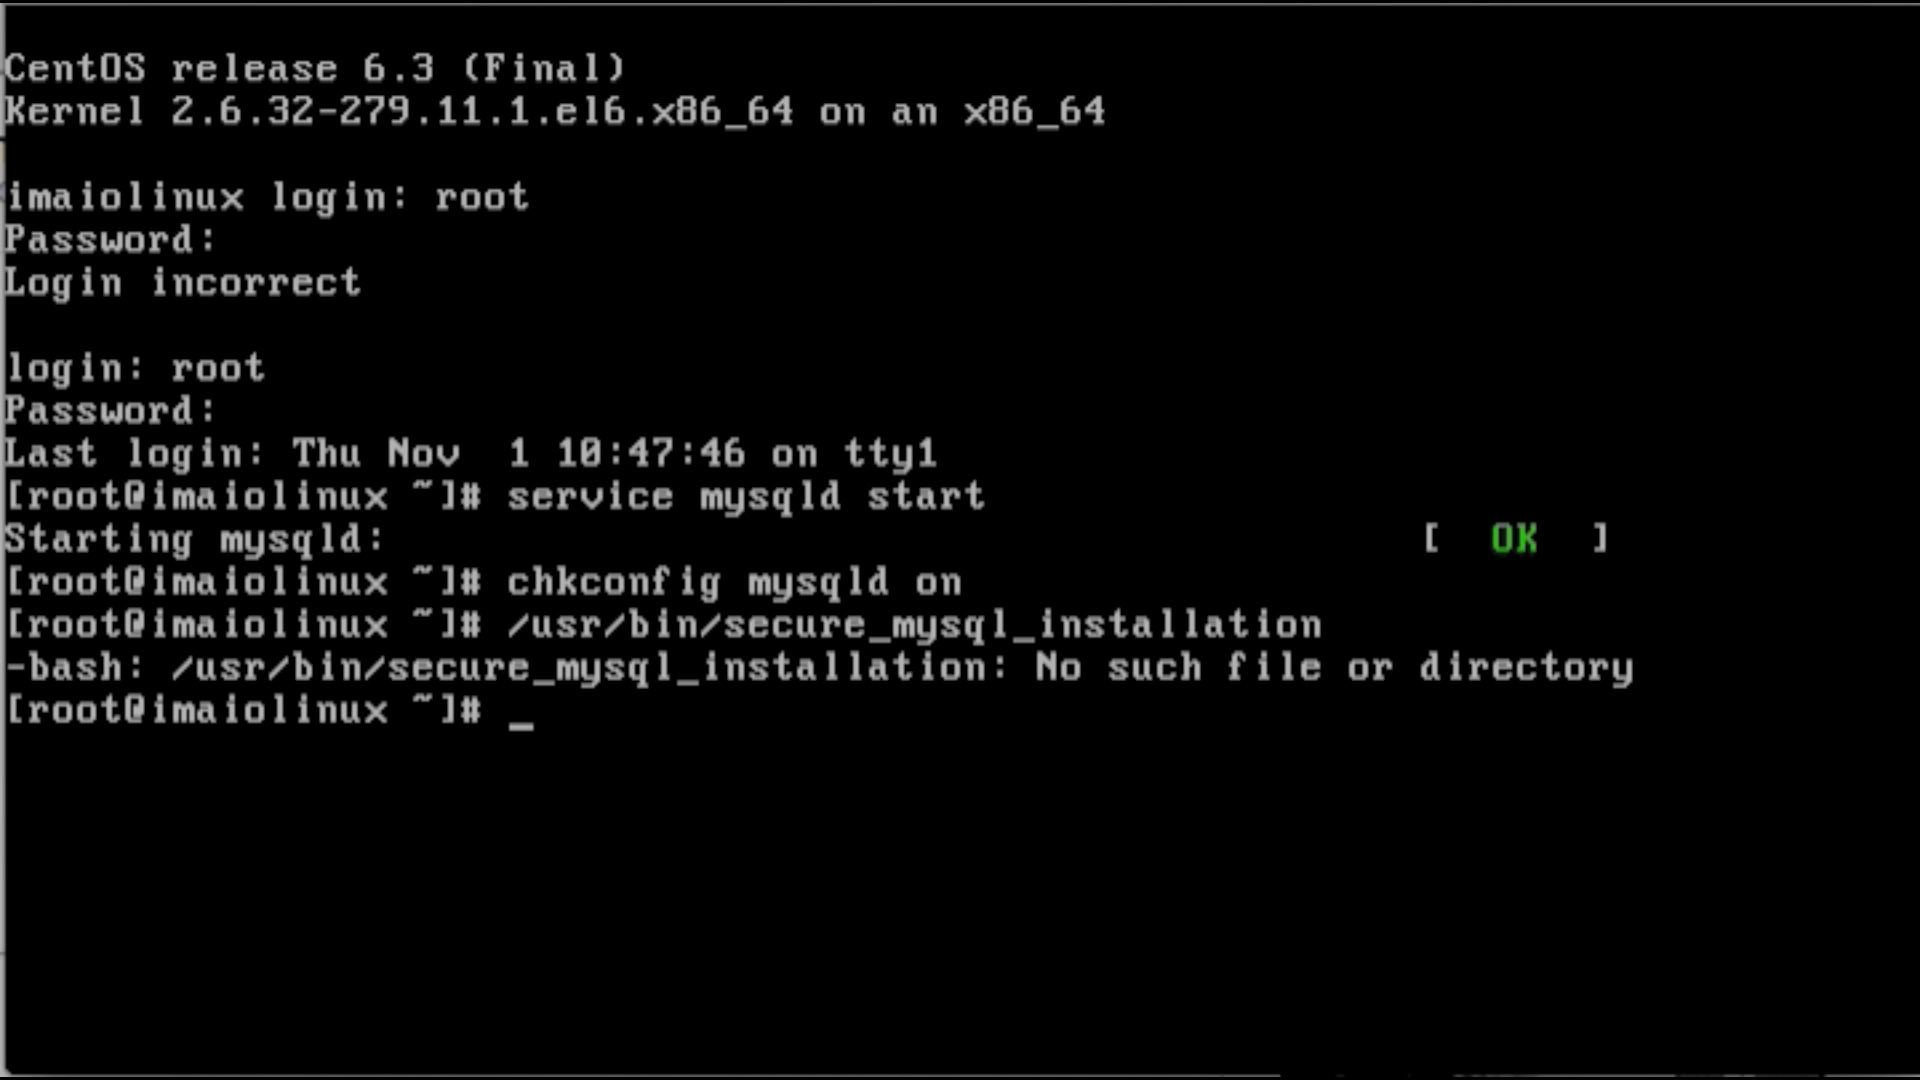 CentOS release 6.3 (Final)
Kernel 2.6.32-279.11.1.el6.x86_64 on an x86_64
imaiolinux login: root
Password:
Login incorrect
login: root
Password:
Last login: Thu Nov  1 10:47:46 on tty1
[root@imaiolinux ~]# service mysqld start
Starting mysqld:                                           [  OK  ]
[root@imaiolinux ~]# chkconfig mysqld on
[root@imaiolinux ~]# /usr/bin/secure_mysql_installation
-bash: /usr/bin/secure_mysql_installation: No such file or directory
[root@imaiolinux ~]# _